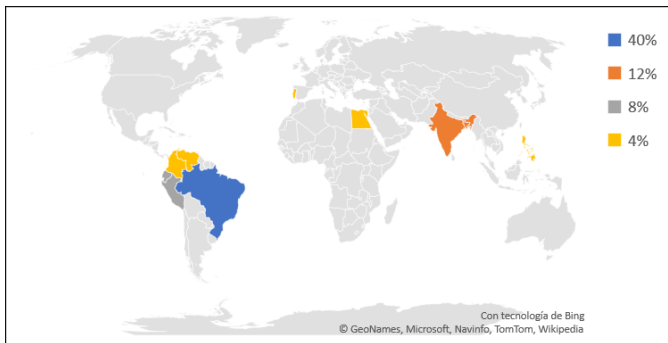 40%
12%
8%
4%
Con tecnología de Bing
© GeoNames, Microsoft, Navinfo, TomTom, Wikipedia